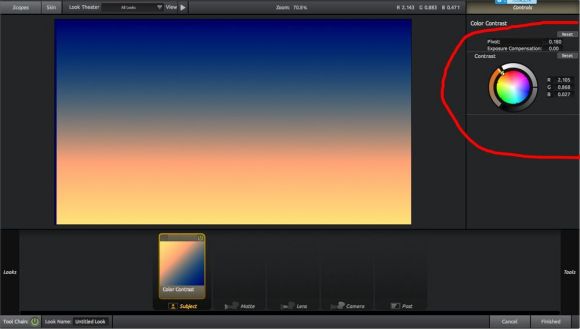 Scopes Skin Look Theater All Looks View Zoom: 70.8% R 2.143 G 0.883 B 0.471 Controls
Color Contrast
Reset
Pivot: 0.180
Exposure Compensation: 0.00
Contrast Reset
R 2.105
G 0.868
B 0.027
Looks Tools
Color Contrast
Subject Matte Lens Camera Post
Tool Chain: Look Name: Untitled Look Cancel Finished